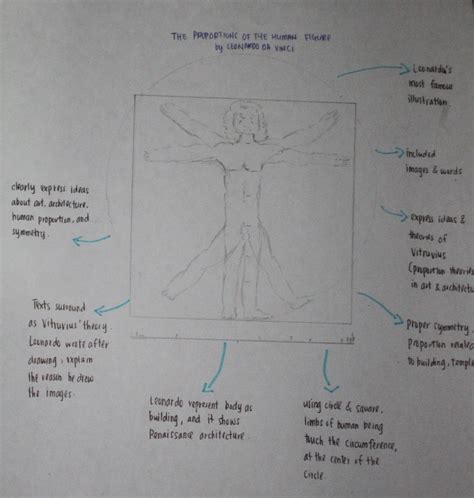 THE PROPORTIONS OF THE HUMAN FIGURE
by LEONARDO DA VINCI
Leonardo's
most famous
illustration.
included
images & words
express ideas &
theories of
Vitruvius
(proportion theories
in art & architectu
proper symmetry,
proportion relates
to building, temple
using circle & square,
limbs of human being
touch the circumference,
at the center of the
circle.
Leonardo represent body as
building, and it shows
Renaissance architecture.
Texts surround
as Vitruvius' theory.
Leonardo wrote after
drawing, explain
the reason he drew
the images.
clearly express ideas
about art, architecture,
human proportion, and
symmetry.